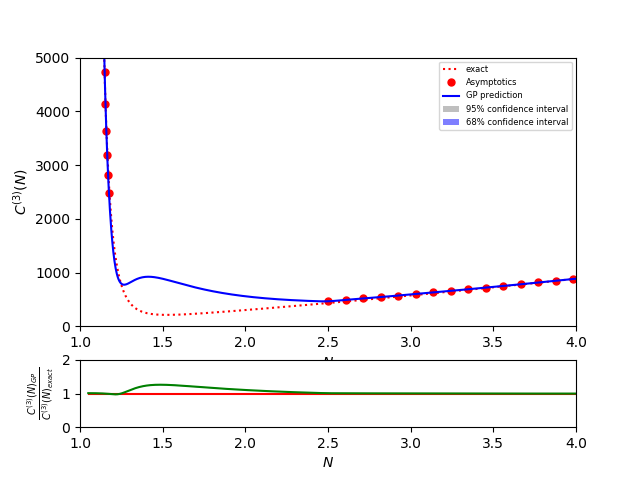 5000
4000
3000
2000
1000
0
C^{(3)}(N)
exact
Asymptotics
GP prediction
95% confidence interval
68% confidence interval
1.0 1.5 2.0 2.5 3.0 3.5 4.0
2
1
0
C^{(3)}(N)_{GP}
C^{(3)}(N)_{exact}
1.0 1.5 2.0 2.5 3.0 3.5 4.0
N